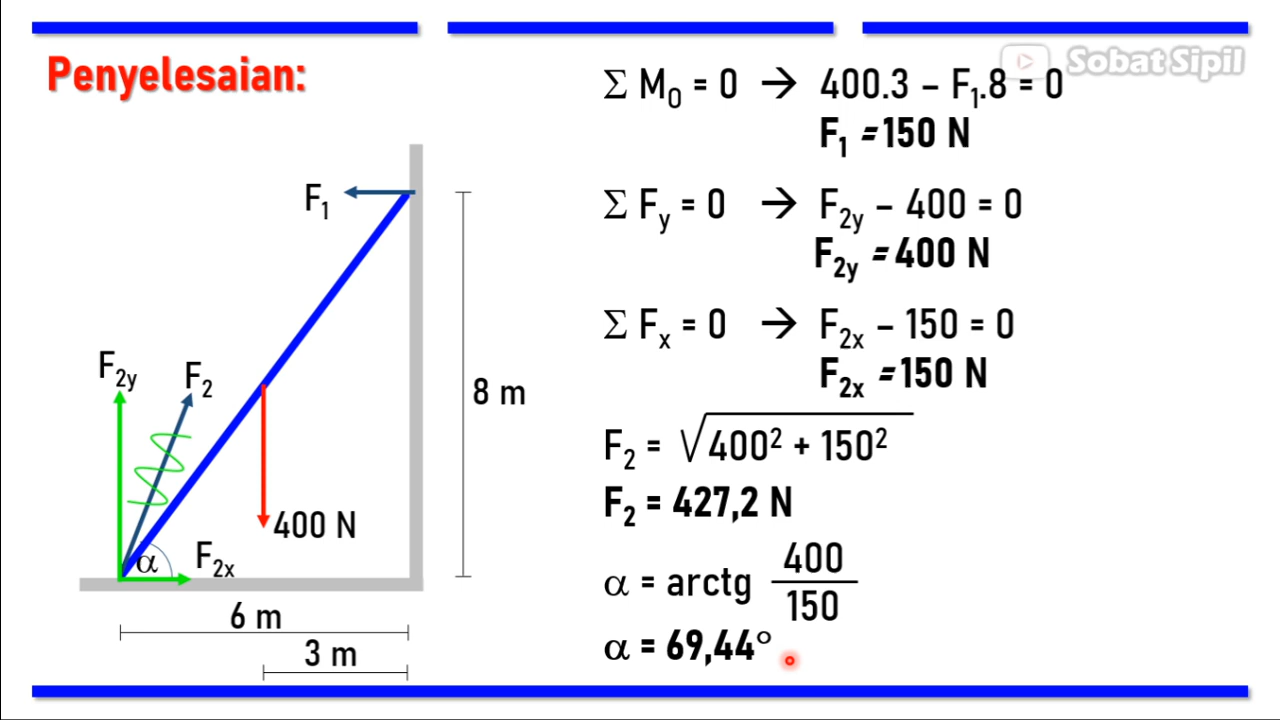 Sobat Sipil
Penyelesaian:
Σ M₀ = 0 → 400.3 – F₁.8 = 0
F₁ = 150 N
Σ Fy = 0 → F2y – 400 = 0
F2y = 400 N
Σ Fx = 0 → F2x – 150 = 0
F2x = 150 N
F₂ = √400² + 150²
F₂ = 427,2 N
α = arctg 400
150
α = 69,44°
F₁
F2y
F₂
8 m
400 N
α
F2x
6 m
3 m